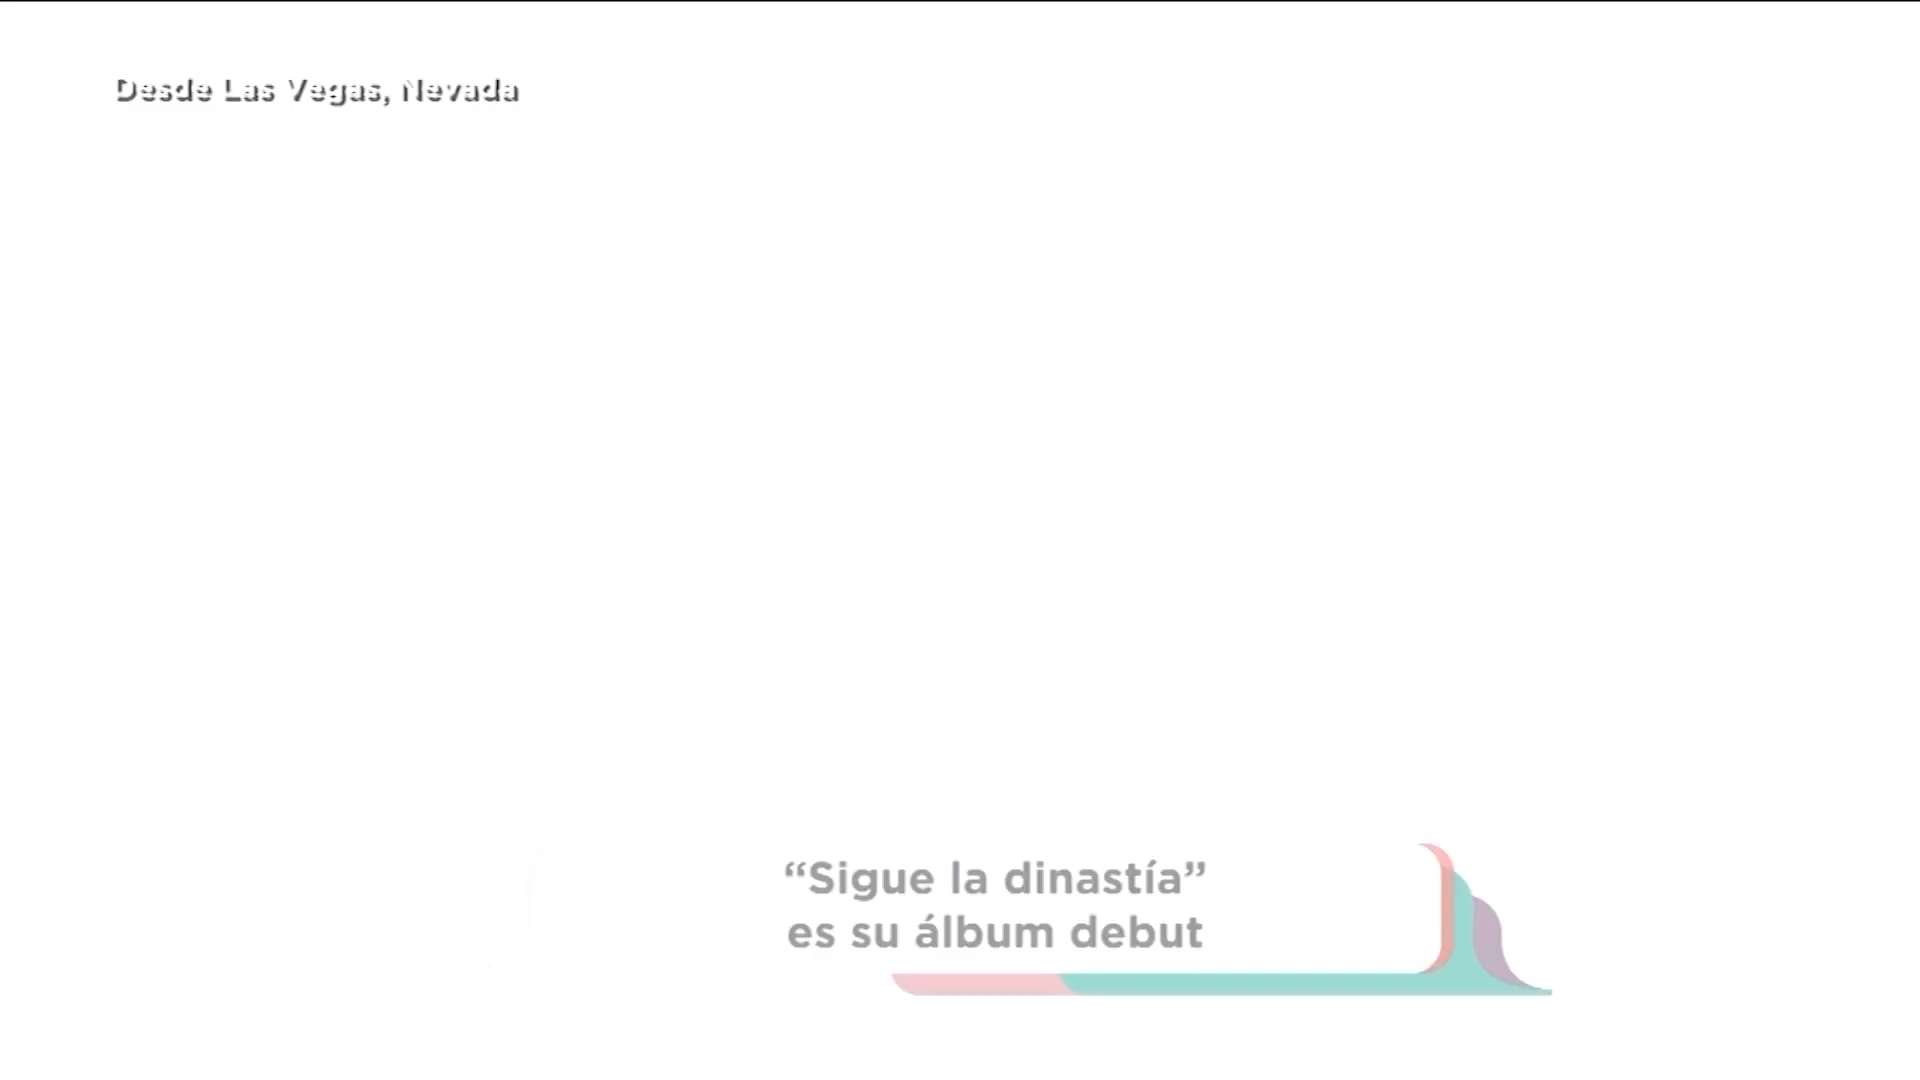 Desde Las Vegas, Nevada
“Sigue la dinastía”
es su álbum debut